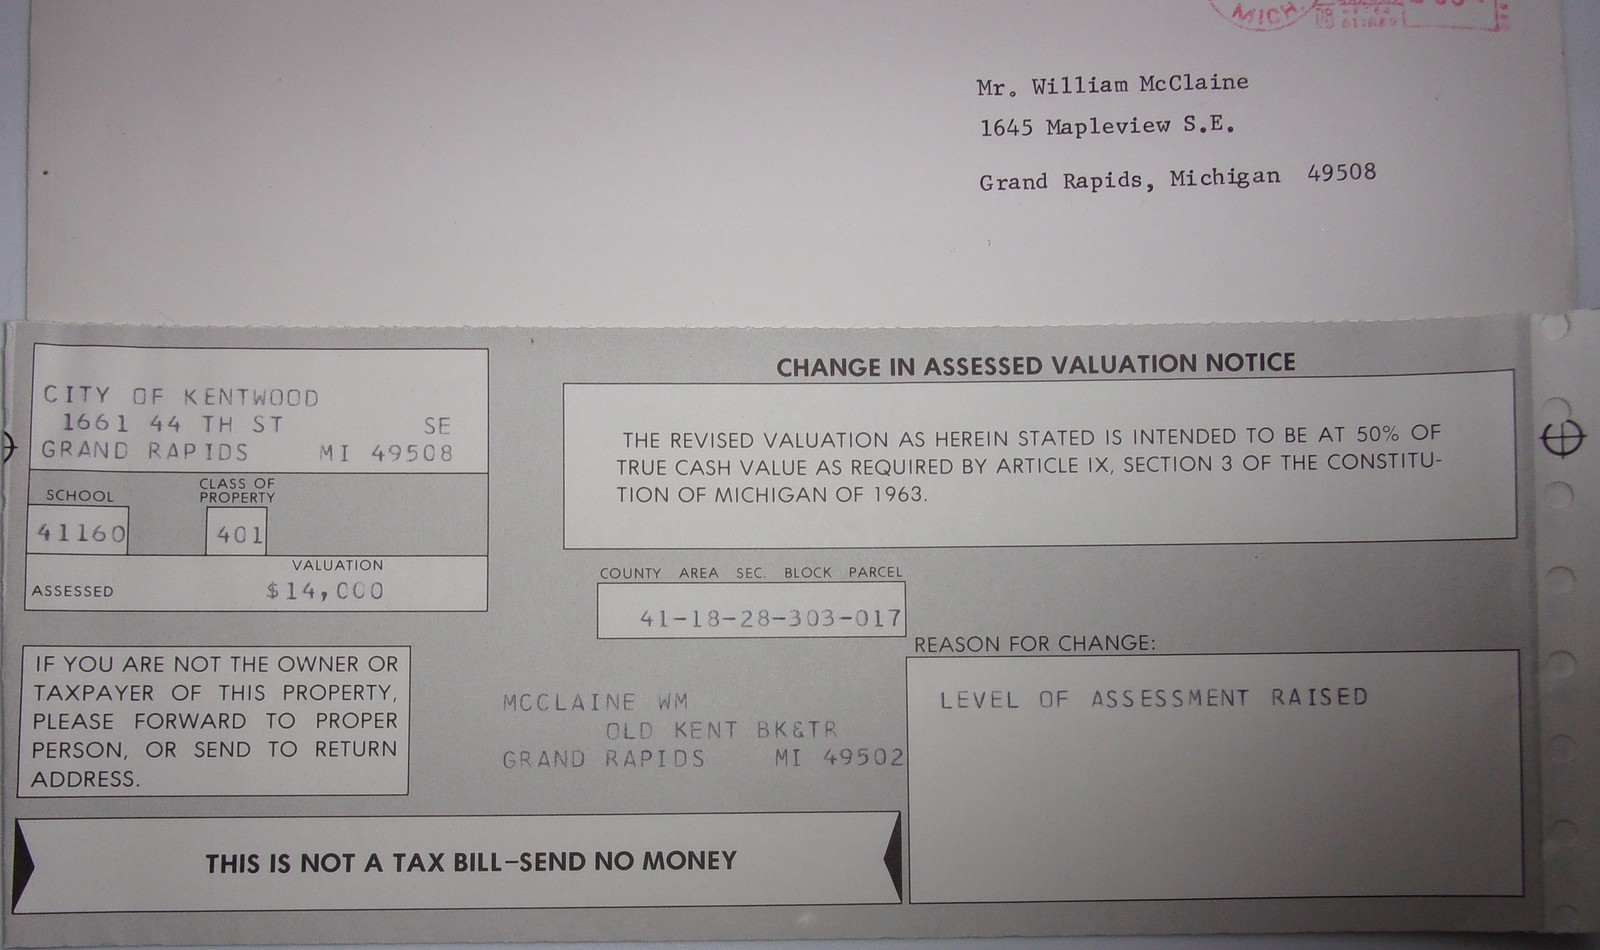 MICH.
Mr. William McClaine
1645 Mapleview S.E.
Grand Rapids, Michigan 49508
CHANGE IN ASSESSED VALUATION NOTICE
CITY OF KENTWOOD
1661 44 TH ST SE
GRAND RAPIDS MI 49508
THE REVISED VALUATION AS HEREIN STATED IS INTENDED TO BE AT 50% OF
TRUE CASH VALUE AS REQUIRED BY ARTICLE IX, SECTION 3 OF THE CONSTITU-
TION OF MICHIGAN OF 1963.
SCHOOL
CLASS OF
PROPERTY
41160
401
VALUATION
ASSESSED $14,000
COUNTY AREA SEC. BLOCK PARCEL
41-18-28-303-017
REASON FOR CHANGE:
LEVEL OF ASSESSMENT RAISED
IF YOU ARE NOT THE OWNER OR
TAXPAYER OF THIS PROPERTY,
PLEASE FORWARD TO PROPER
PERSON, OR SEND TO RETURN
ADDRESS.
MCCLAINE WM
OLD KENT BK&TR
GRAND RAPIDS MI 49502
THIS IS NOT A TAX BILL–SEND NO MONEY